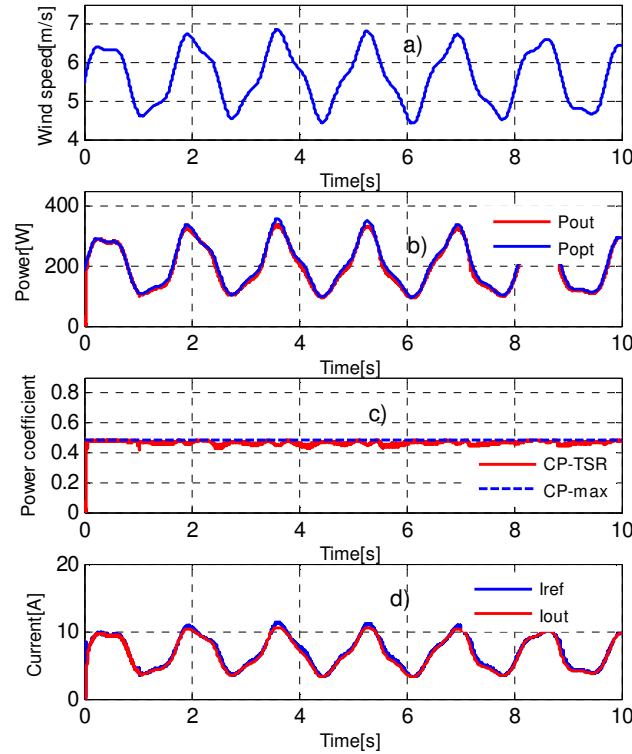 7
6
5
4
Wind speed[m/s]
a)
0 2 4 6 8 10
Time[s]
400
200
0
Power[W]
b)
Pout
Popt
0 2 4 6 8 10
Time[s]
0.8
0.6
0.4
0.2
0
Power coefficient
c)
CP-TSR
CP-max
0 2 4 6 8 10
Time[s]
20
10
0
Current[A]
d)
Iref
Iout
0 2 4 6 8 10
Time[s]